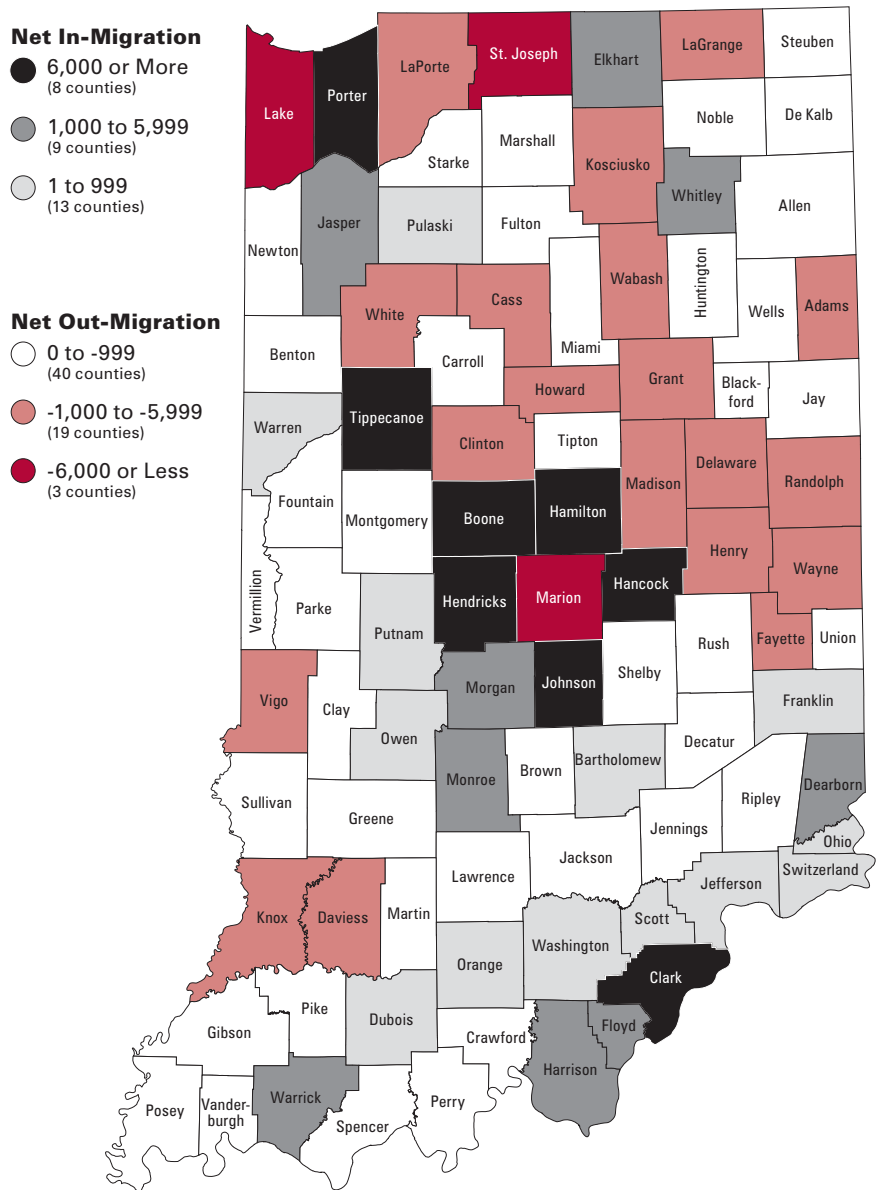 Net In-Migration
6,000 or More
(8 counties)
1,000 to 5,999
(9 counties)
1 to 999
(13 counties)
Net Out-Migration
0 to -999
(40 counties)
-1,000 to -5,999
(19 counties)
-6,000 or Less
(3 counties)
Lake
Porter
LaPorte
St. Joseph
Elkhart
LaGrange
Steuben
Noble
De Kalb
Starke
Marshall
Kosciusko
Whitley
Allen
Newton
Jasper
Pulaski
Fulton
Wabash
Huntington
Wells
Adams
White
Cass
Miami
Benton
Carroll
Howard
Grant
Black-
ford
Jay
Warren
Tippecanoe
Clinton
Tipton
Madison
Delaware
Randolph
Fountain
Montgomery
Boone
Hamilton
Henry
Wayne
Vermillion
Parke
Putnam
Hendricks
Marion
Hancock
Rush
Fayette
Union
Vigo
Clay
Owen
Morgan
Johnson
Shelby
Franklin
Decatur
Sullivan
Greene
Monroe
Brown
Bartholomew
Jennings
Ripley
Dearborn
Ohio
Switzerland
Jefferson
Knox
Daviess
Martin
Lawrence
Jackson
Scott
Washington
Orange
Clark
Floyd
Harrison
Gibson
Pike
Dubois
Crawford
Posey
Vander-
burgh
Warrick
Spencer
Perry